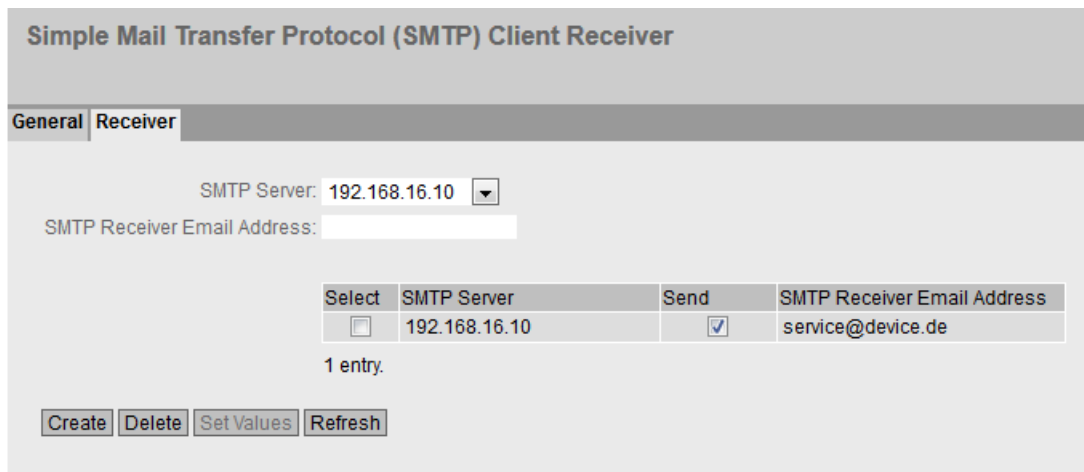 Simple Mail Transfer Protocol (SMTP) Client Receiver
General Receiver
SMTP Server: 192.168.16.10
SMTP Receiver Email Address:
Select SMTP Server Send SMTP Receiver Email Address
192.168.16.10 service@device.de
1 entry.
Create Delete Set Values Refresh